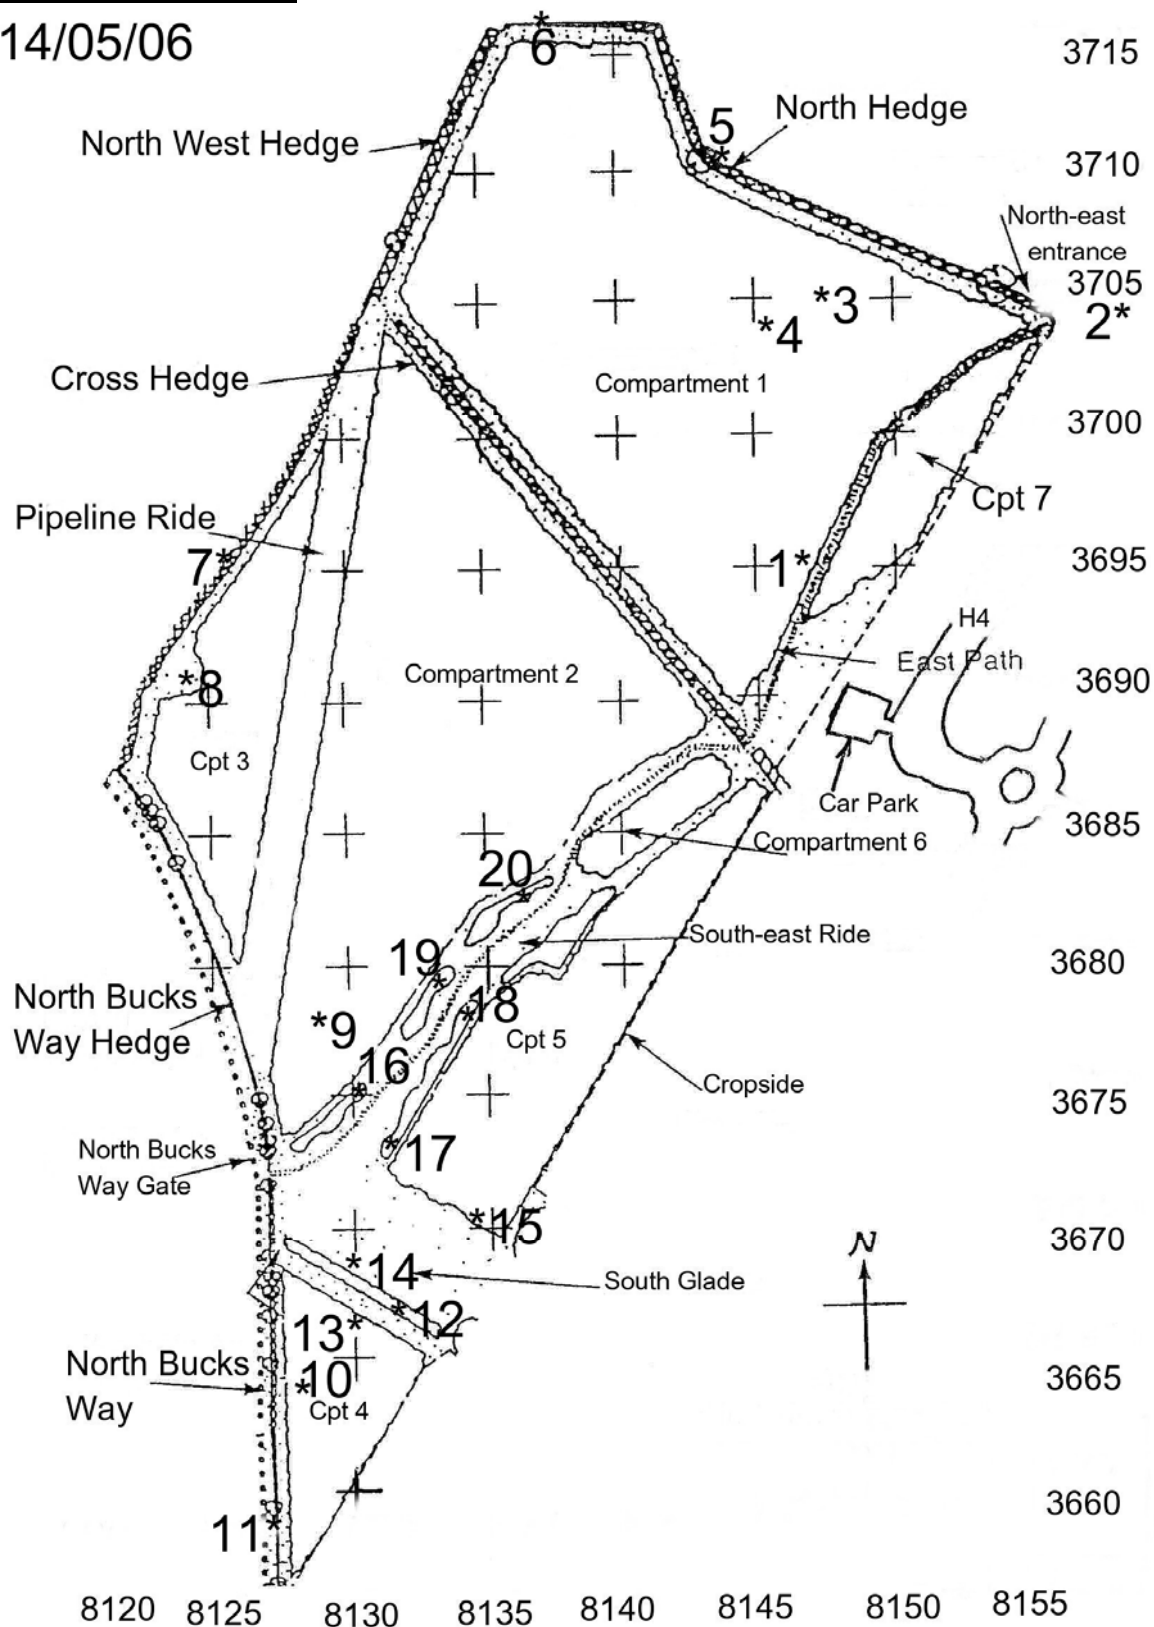 14/05/06
*
6
3715
North Hedge
5
*
North West Hedge
3710
North-east
entrance
3705
*3
2*
*4
Cross Hedge
Compartment 1
3700
Cpt 7
Pipeline Ride
7*
1*
3695
H4
East Path
*8
Compartment 2
3690
Cpt 3
Car Park
3685
Compartment 6
20
*
South-east Ride
19
*
3680
North Bucks
Way Hedge
*18
*9
Cpt 5
16
*
Cropside
3675
North Bucks
Way Gate
*17
*15
3670
N
*14
South Glade
*12
13*
North Bucks
Way
*10
3665
Cpt 4
3660
11*
8120 8125 8130 8135 8140 8145 8150 8155